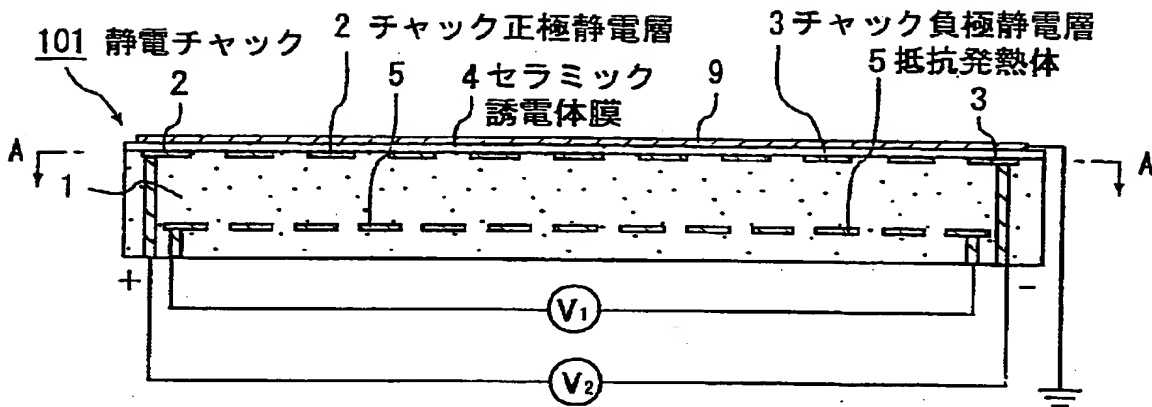 101 静電チャック
2 チャック正極静電層
3 チャック負極静電層
2
5
4 セラミック
誘電体膜
9
5 抵抗発熱体
3
A
A
1
5
+
-
V1
V2